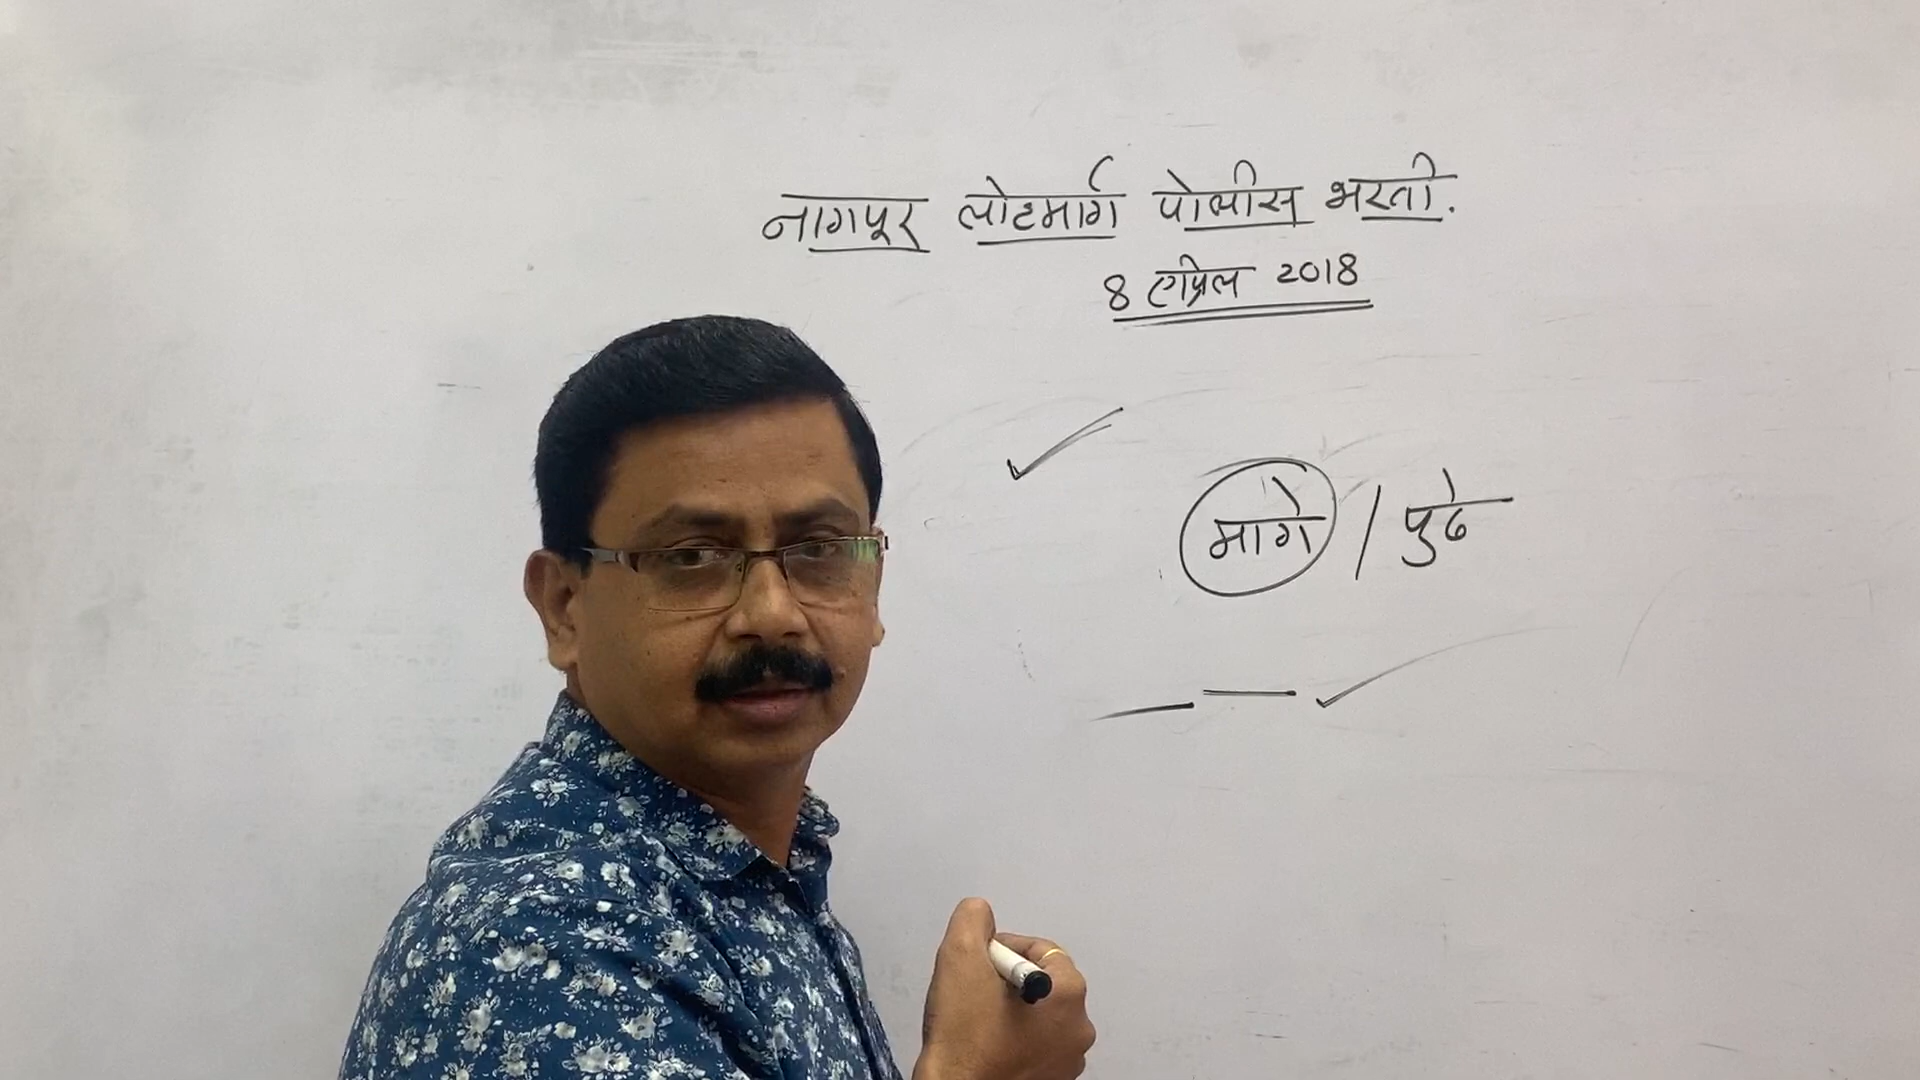 नागपूर लोहमार्ग पोलीस भरती.
8 एप्रिल 2018
मागे / पुढे